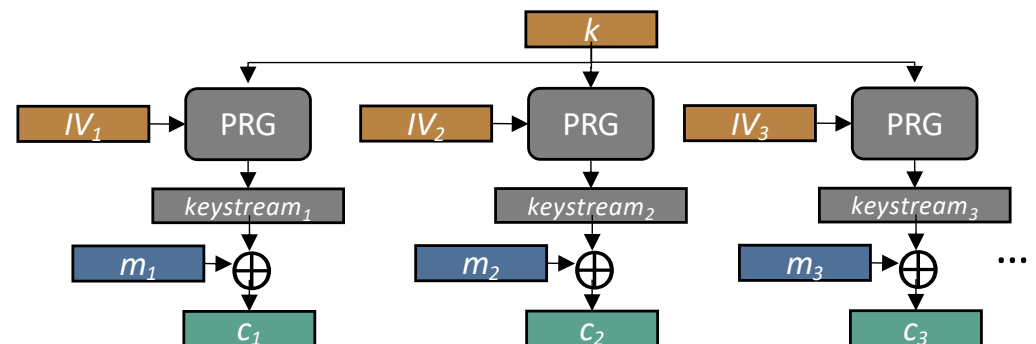 k
IV₁ PRG IV₂ PRG IV₃ PRG
keystream₁ keystream₂ keystream₃
m₁ m₂ m₃ ...
c₁ c₂ c₃